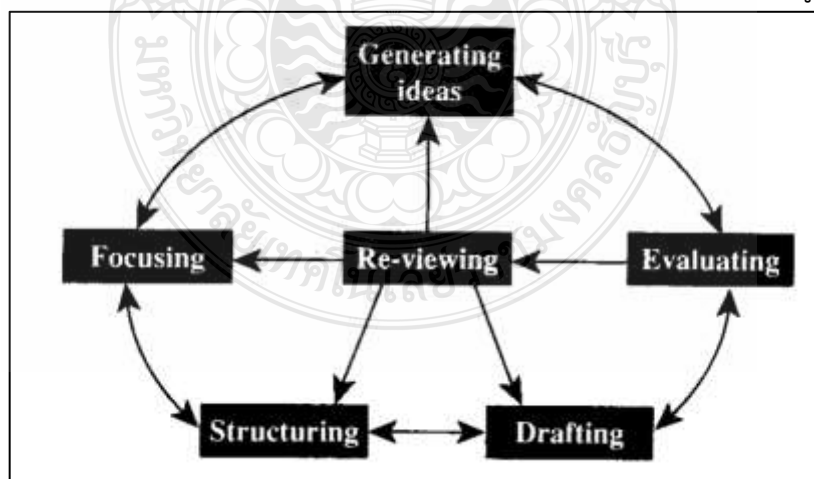 Generating
ideas
Focusing
Re-viewing
Evaluating
Structuring
Drafting